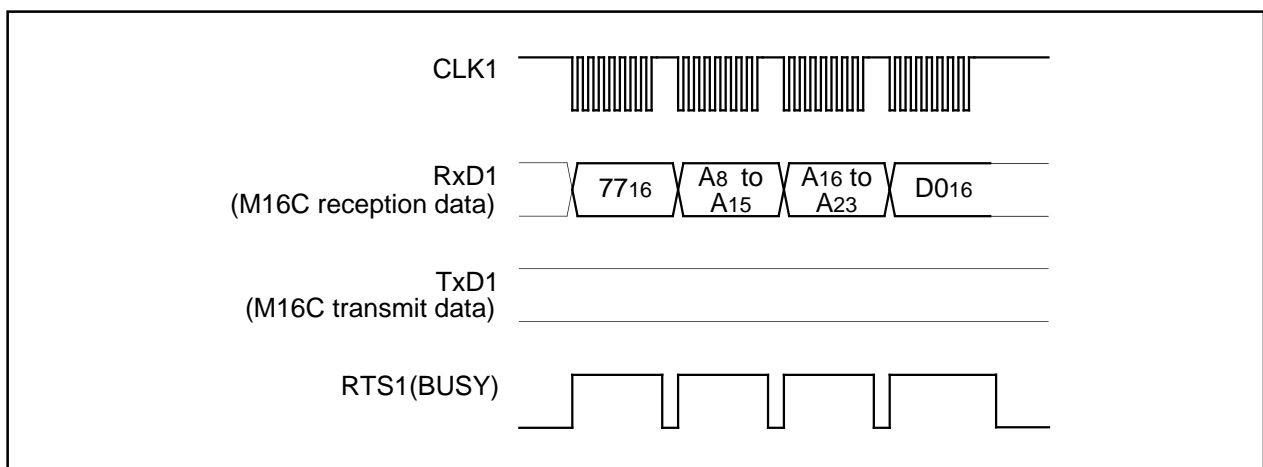 CLK1
RxD1
(M16C reception data)
7716
A8 to
A15
A16 to
A23
D016
TxD1
(M16C transmit data)
RTS1(BUSY)